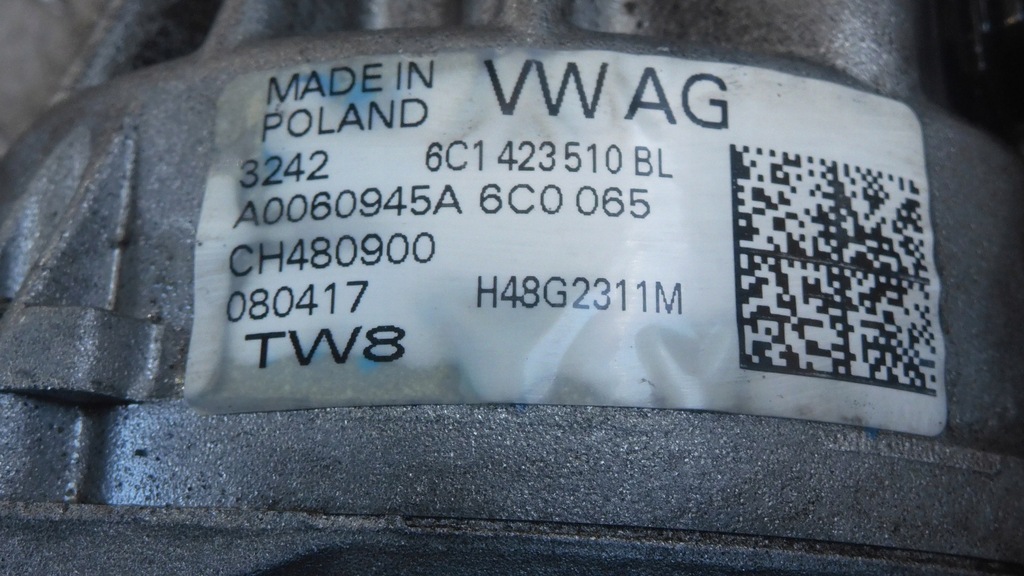 MADE IN VW AG
POLAND
3242 6C1 423 510 BL
A0060945A 6C0 065
CH480900
080417 H48G2311M
TW8